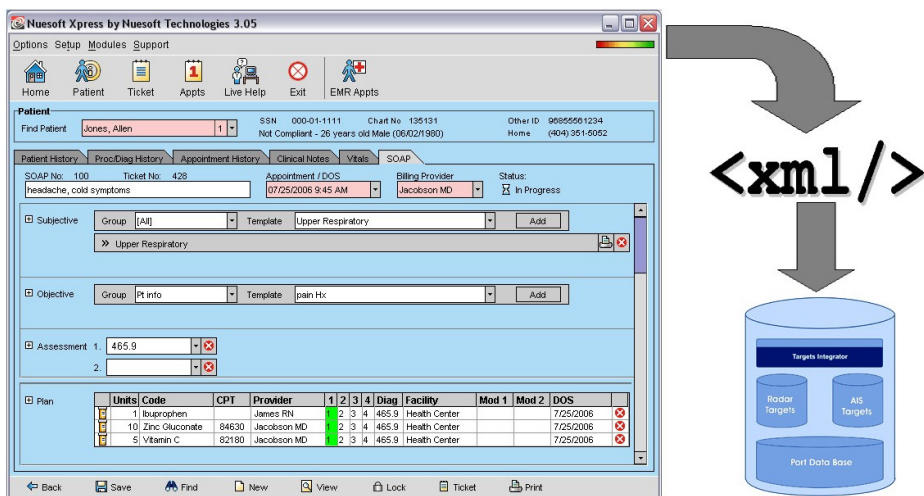 Nuesoft Xpress by Nuesoft Technologies 3.05
Options Setup Modules Support
Home Patient Ticket Appts Live Help Exit EMR Appts
Patient
Find Patient Jones, Allen 1
SSN 000-01-1111 Chart No 135131 Other ID 96855561234
Not Compliant - 26 years old Male (06/02/1980) Home (404) 351-5052
Patient History Proc/Diag History Appointment History Clinical Notes Vitals SOAP
SOAP No: 100 Ticket No: 428 Appointment / DOS Billing Provider Status:
headache, cold symptoms 07/25/2006 9:45 AM Jacobson MD In Progress
Subjective Group [All] Template Upper Respiratory Add
» Upper Respiratory
Objective Group Pt info Template pain Hx Add
Assessment 1. 465.9
2.
Plan
Units Code CPT Provider 1 2 3 4 Diag Facility Mod 1 Mod 2 DOS
1 Ibuprophen James RN 1 2 3 4 465.9 Health Center 7/25/2006
10 Zinc Gluconate 84630 Jacobson MD 1 2 3 4 465.9 Health Center 7/25/2006
5 Vitamin C 82180 Jacobson MD 1 2 3 4 465.9 Health Center 7/25/2006
Back Save Find New View Lock Ticket Print
<xml/>
Targets Integrator
Radar Targets
AIS Targets
Port Data Base